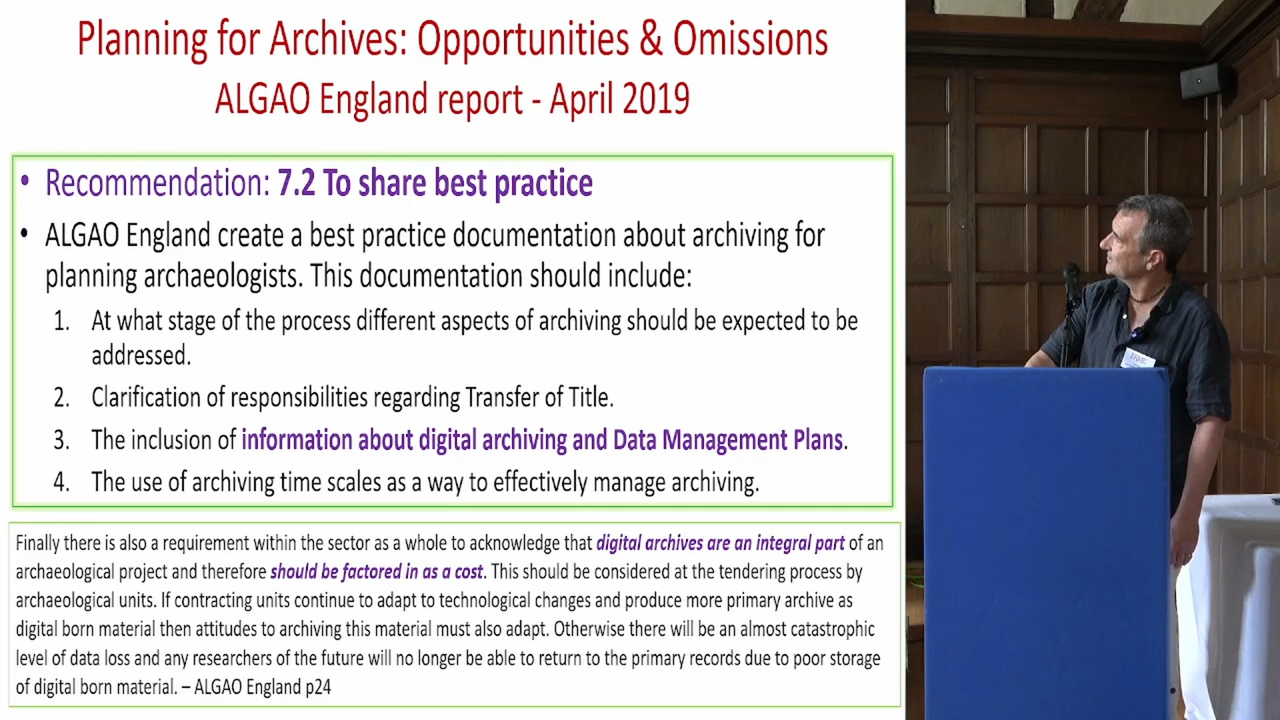 Planning for Archives: Opportunities & Omissions
ALGAO England report - April 2019
• Recommendation: 7.2 To share best practice
• ALGAO England create a best practice documentation about archiving for
planning archaeologists. This documentation should include:
1. At what stage of the process different aspects of archiving should be expected to be
addressed.
2. Clarification of responsibilities regarding Transfer of Title.
3. The inclusion of information about digital archiving and Data Management Plans.
4. The use of archiving time scales as a way to effectively manage archiving.
Finally there is also a requirement within the sector as a whole to acknowledge that digital archives are an integral part of an
archaeological project and therefore should be factored in as a cost. This should be considered at the tendering process by
archaeological units. If contracting units continue to adapt to technological changes and produce more primary archive as
digital born material then attitudes to archiving this material must also adapt. Otherwise there will be an almost catastrophic
level of data loss and any researchers of the future will no longer be able to return to the primary records due to poor storage
of digital born material. – ALGAO England p24